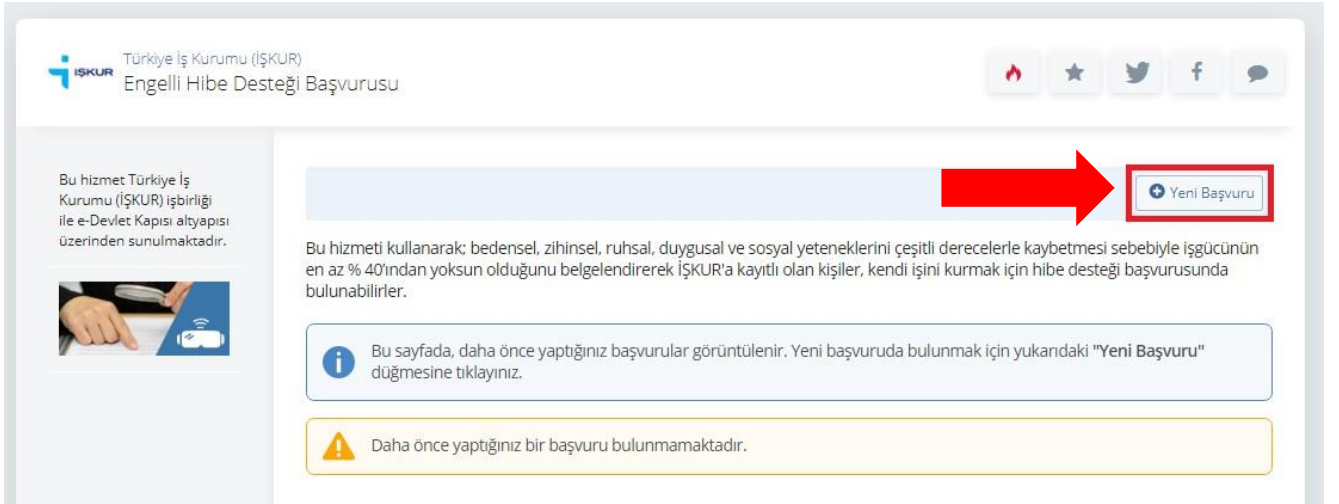 İŞKUR
Türkiye İş Kurumu (İŞKUR)
Engelli Hibe Desteği Başvurusu
Bu hizmet Türkiye İş
Kurumu (İŞKUR) işbirliği
ile e-Devlet Kapısı altyapısı
üzerinden sunulmaktadır.
Yeni Başvuru
Bu hizmeti kullanarak; bedensel, zihinsel, ruhsal, duygusal ve sosyal yeteneklerini çeşitli derecelerle kaybetmesi sebebiyle işgücünün
en az % 40'ından yoksun olduğunu belgelendirerek İŞKUR'a kayıtlı olan kişiler, kendi işini kurmak için hibe desteği başvurusunda
bulunabilirler.
Bu sayfada, daha önce yaptığınız başvurular görüntülenir. Yeni başvuruda bulunmak için yukarıdaki "Yeni Başvuru"
düğmesine tıklayınız.
Daha önce yaptığınız bir başvuru bulunmamaktadır.